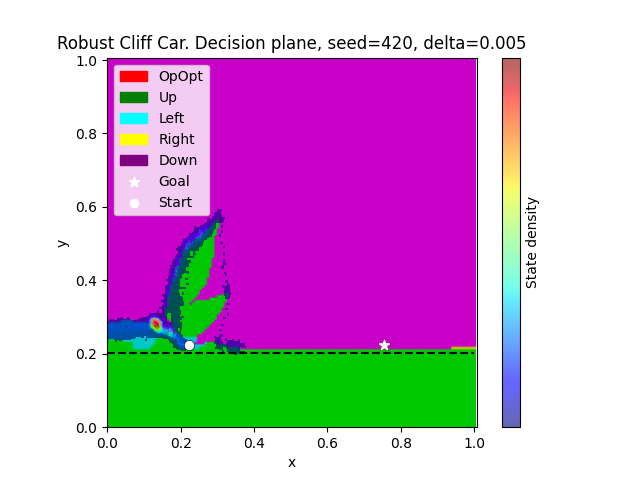 Robust Cliff Car. Decision plane, seed=420, delta=0.005
1.0
0.8
0.6
0.4
0.2
0.0
y
OpOpt
Up
Left
Right
Down
Goal
Start
0.0 0.2 0.4 0.6 0.8 1.0
x
State density